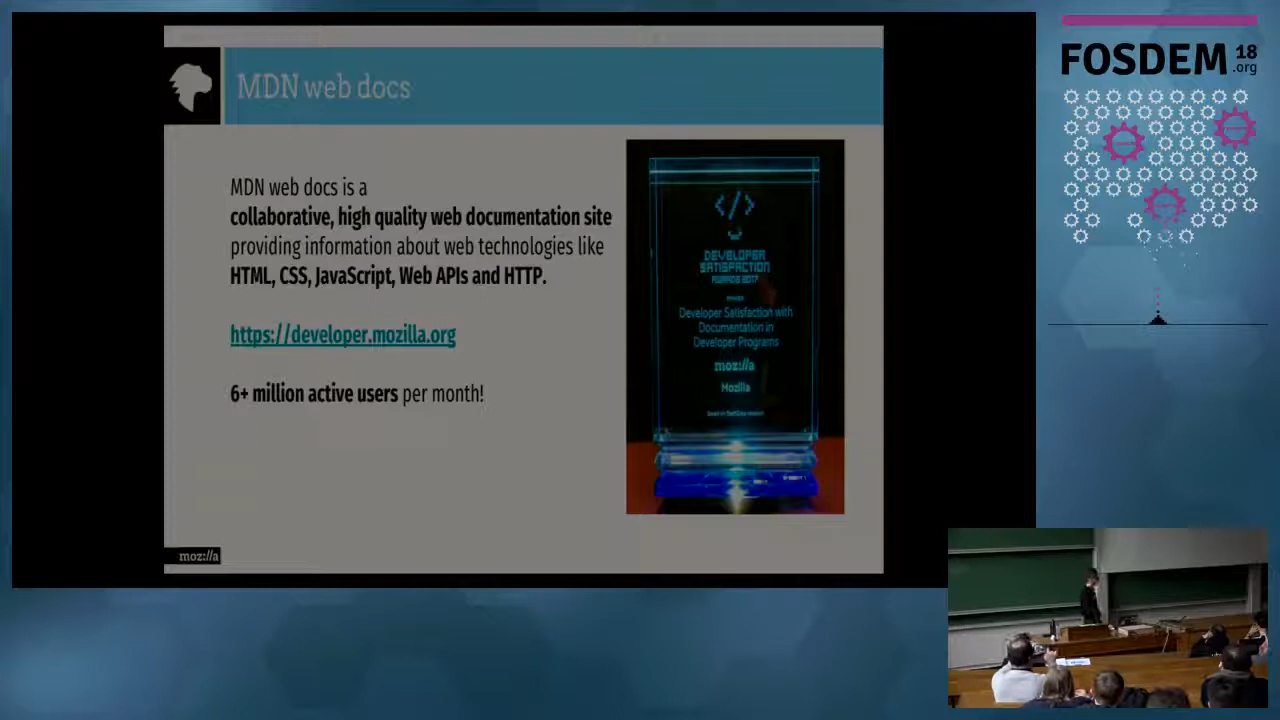 MDN web docs
MDN web docs is a
collaborative, high quality web documentation site
providing information about web technologies like
HTML, CSS, JavaScript, Web APIs and HTTP.
https://developer.mozilla.org
6+ million active users per month!
DEVELOPER
SATISFACTION
AWARDS 2017
Developer Satisfaction with
Documentation in
Developer Programs
moz://a
Mozilla
moz://a
FOSDEM 18
.org